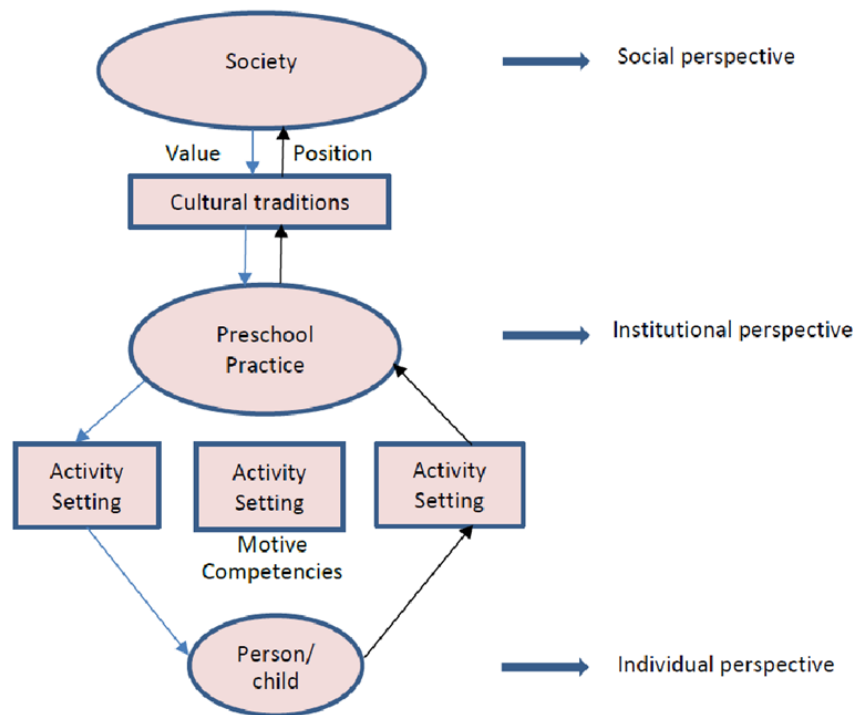 Society
Social perspective
Value
Position
Cultural traditions
Preschool
Practice
Institutional perspective
Activity
Setting
Activity
Setting
Activity
Setting
Motive
Competencies
Person/
child
Individual perspective